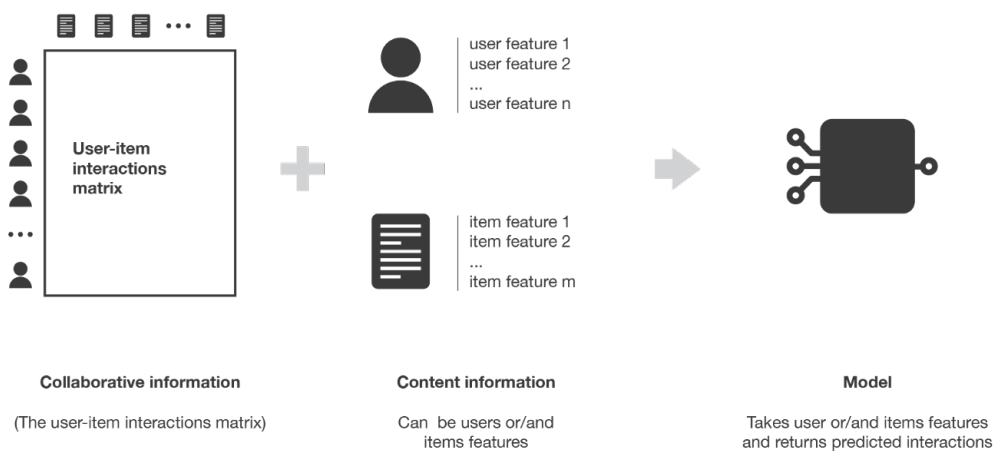 User-item
interactions
matrix
user feature 1
user feature 2
...
user feature n
item feature 1
item feature 2
...
item feature m
Collaborative information
(The user-item interactions matrix)
Content information
Can be users or/and
items features
Model
Takes user or/and items features
and returns predicted interactions